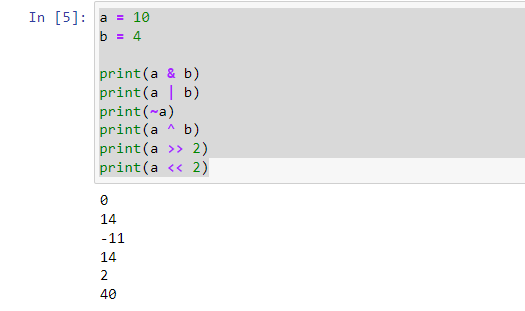 In [5]: a = 10
b = 4
print(a & b)
print(a | b)
print(~a)
print(a ^ b)
print(a >> 2)
print(a << 2)
0
14
-11
14
2
40